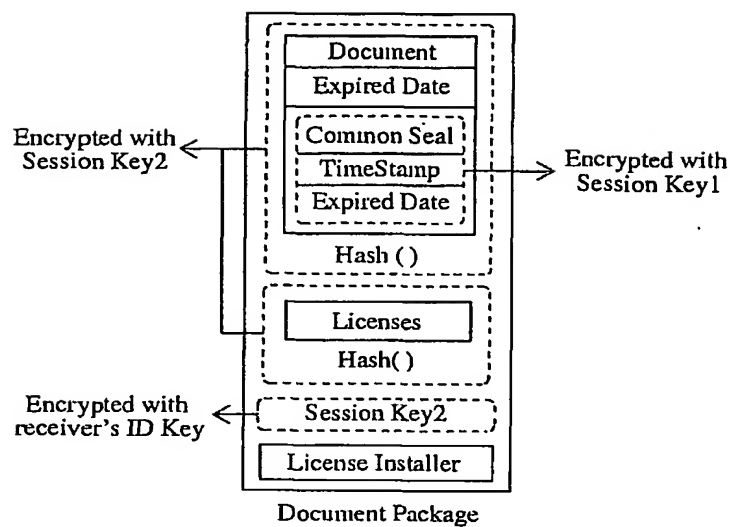 Document
Expired Date
Encrypted with
Session Key2
Common Seal
TimeStamp
Expired Date
Encrypted with
Session Key1
Hash ( )
Licenses
Hash( )
Encrypted with
receiver's ID Key
Session Key2
License Installer
Document Package